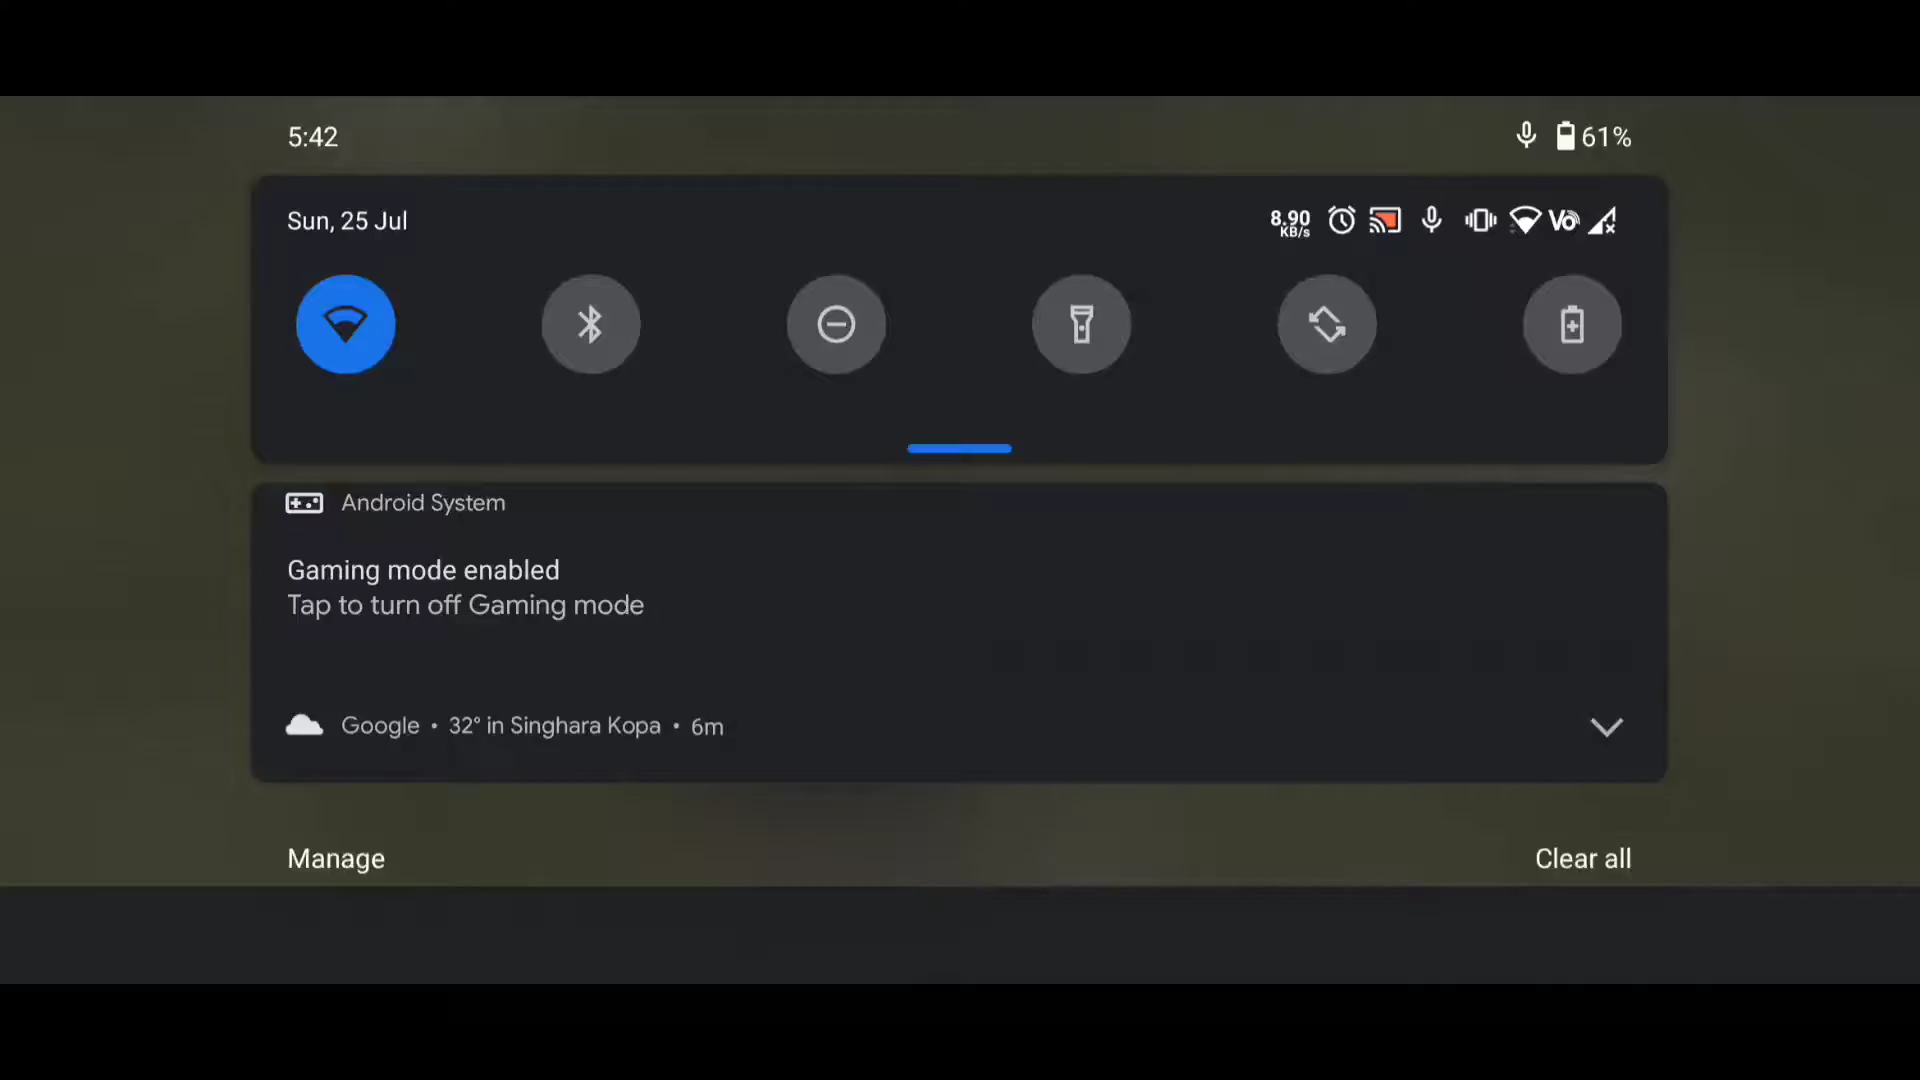 5:42
61%
Sun, 25 Jul
8.90
KB/s
Vo
Android System
Gaming mode enabled
Tap to turn off Gaming mode
Google • 32° in Singhara Kopa • 6m
Manage
Clear all